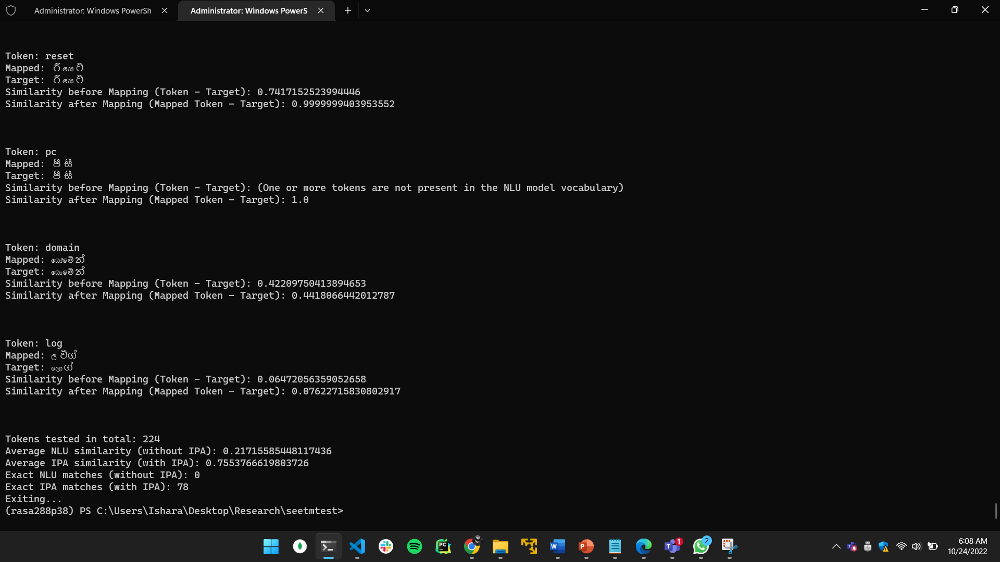 Administrator: Windows PowerSh
Administrator: Windows PowerS
Token: reset
Mapped: රීසෙට්
Target: රීසෙට්
Similarity before Mapping (Token - Target): 0.7417152523994446
Similarity after Mapping (Mapped Token - Target): 0.9999999403953552
Token: pc
Mapped: පීසී
Target: පීසී
Similarity before Mapping (Token - Target): (One or more tokens are not present in the NLU model vocabulary)
Similarity after Mapping (Mapped Token - Target): 1.0
Token: domain
Mapped: ඩෝමේන්
Target: ඩොමේන්
Similarity before Mapping (Token - Target): 0.42209750413894653
Similarity after Mapping (Mapped Token - Target): 0.4418066442012787
Token: log
Mapped: ලව්ග්
Target: ලොග්
Similarity before Mapping (Token - Target): 0.06472056359052658
Similarity after Mapping (Mapped Token - Target): 0.07622715830802917
Tokens tested in total: 224
Average NLU similarity (without IPA): 0.21715585448117436
Average IPA similarity (with IPA): 0.7553766619803726
Exact NLU matches (without IPA): 0
Exact IPA matches (with IPA): 78
Exiting...
(rasa288p38) PS C:\Users\Ishara\Desktop\Research\seetmtest>
PC
W
P
1
2
6:08 AM
10/24/2022